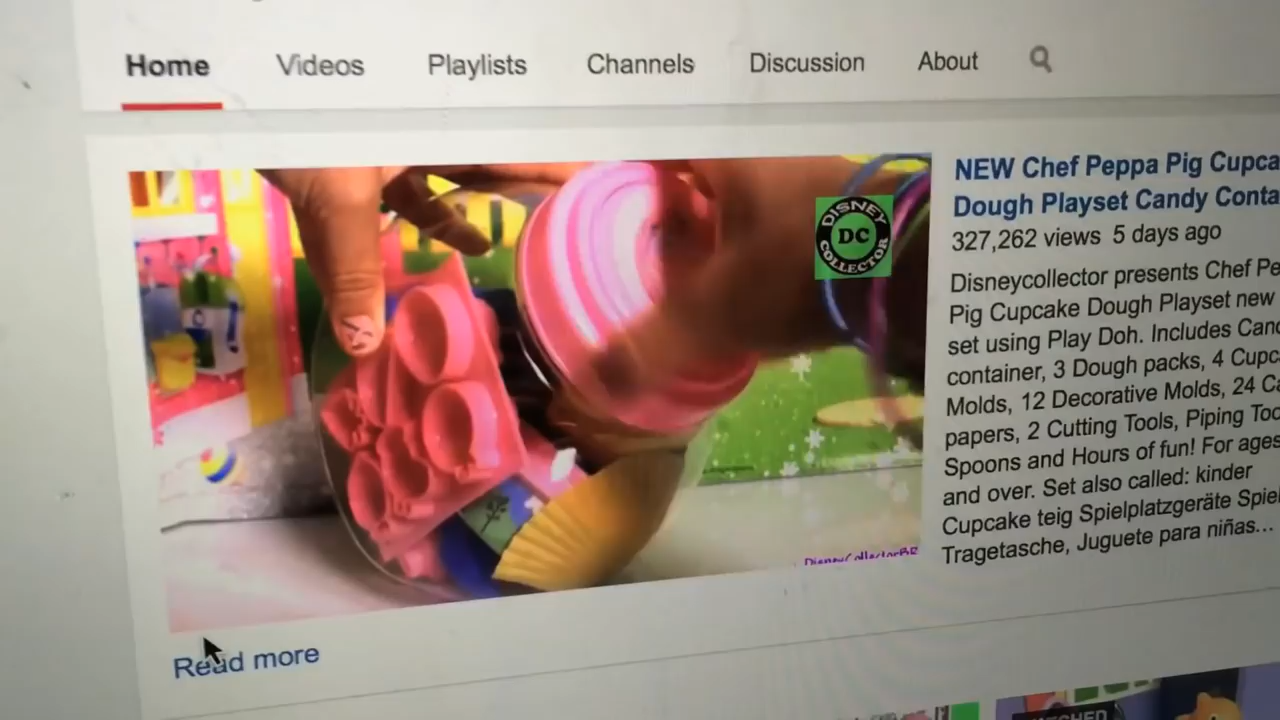 Home Videos Playlists Channels Discussion About
NEW Chef Peppa Pig Cupca
Dough Playset Candy Conta
327,262 views 5 days ago
Disneycollector presents Chef Pe
Pig Cupcake Dough Playset new
set using Play Doh. Includes Canc
container, 3 Dough packs, 4 Cupc
Molds, 12 Decorative Molds, 24 Ca
papers, 2 Cutting Tools, Piping Too
Spoons and Hours of fun! For ages
and over. Set also called: kinder
Cupcake teig Spielplatzgeräte Spiel
Tragetasche, Juguete para niñas...
DISNEY
DC
COLLECTOR
DisneyCollectorBR
Read more